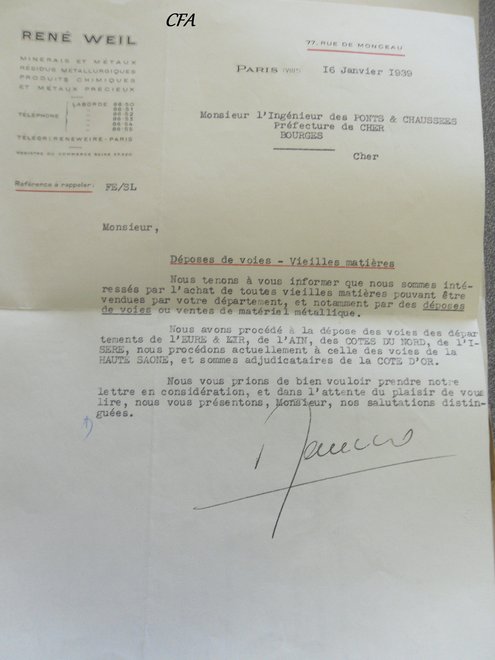 CFA
RENÉ WEIL
MINERAIS ET MÉTAUX
RÉSIDUS MÉTALLURGIQUES
PRODUITS CHIMIQUES
ET MÉTAUX PRÉCIEUX
TÉLÉPHONE
LABORDE 86-50
" 86-51
" 86-52
" 86-53
" 86-54
" 86-55
TÉLÉGR: RENEWEIRE-PARIS
REGISTRE DU COMMERCE SEINE
Référence à rappeler: FE/SL
77, RUE DE MONCEAU
PARIS (VIIIe) 16 Janvier 1939
Monsieur l'Ingénieur des PONTS & CHAUSSEES
Préfecture de CHER
BOURGES
Cher
Monsieur,
Déposes de voies - Vieilles matières
Nous tenons à vous informer que nous sommes inté-
ressés par l'achat de toutes vieilles matières pouvant être
vendues par votre département, et notamment par des déposes
de voies ou ventes de matériel métallique.
Nous avons procédé à la dépose des voies des dépar-
tements de l'EURE & LIR, de l'AIN, des COTES DU NORD, de l'I-
SERE, nous procédons actuellement à celle des voies de la
HAUTE SAONE, et sommes adjudicataires de la COTE D'OR.
Nous vous prions de bien vouloir prendre notre
lettre en considération, et dans l'attente du plaisir de vous
lire, nous vous présentons, Monsieur, nos salutations distin-
guées.